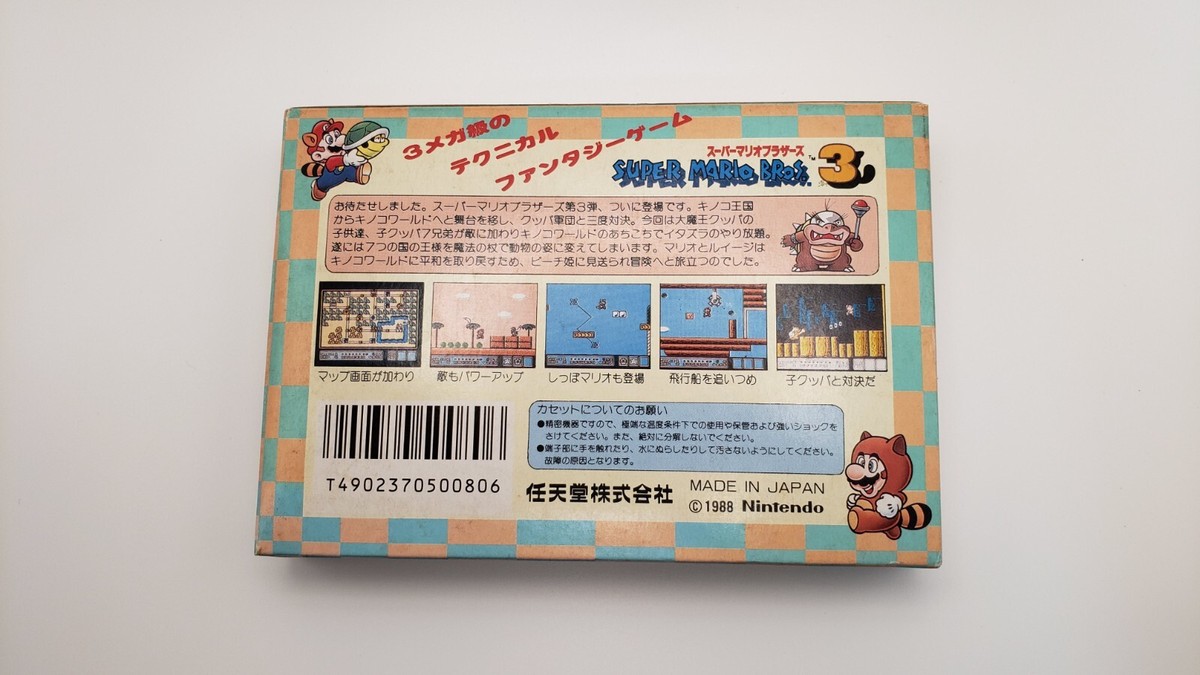 3メガ級の
テクニカル
ファンタジーゲーム
スーパーマリオブラザーズ
SUPER MARIO BROS.™ 3
お待たせしました。スーパーマリオブラザーズ第3弾、ついに登場です。キノコ王国
からキノコワールドへと舞台を移し、クッパ軍団と三度対決。今回は大魔王クッパの
子供達、子クッパ7兄弟が敵に加わりキノコワールドのあちこちでイタズラのやり放題。
遂には7つの国の王様を魔法の杖で動物の姿に変えてしまいます。マリオとルイージは
キノコワールドに平和を取り戻すため、ピーチ姫に見送られ冒険へと旅立つのでした。
マップ画面が加わり
敵もパワーアップ
しっぽマリオも登場
飛行船を追いつめ
子クッパと対決だ
カセットについてのお願い
●精密機器ですので、極端な温度条件下での使用や保管および強いショックを
さけてください。また、絶対に分解しないでください。
●端子部に手を触れたり、水にぬらしたりして汚さないようにしてください。
故障の原因となります。
T4902370500806
任天堂株式会社
MADE IN JAPAN
©1988 Nintendo